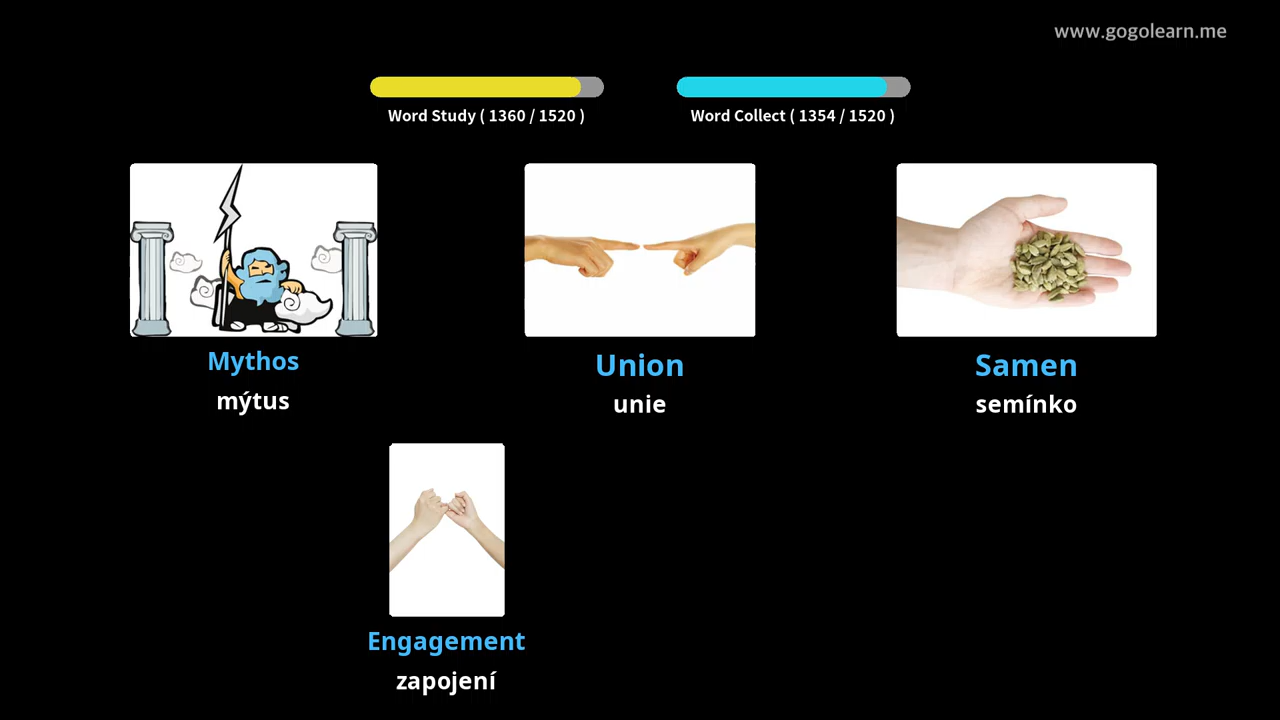 www.gogolearn.me
Word Study ( 1360 / 1520 )
Word Collect ( 1354 / 1520 )
Mythos
mýtus
Union
unie
Samen
semínko
Engagement
zapojení